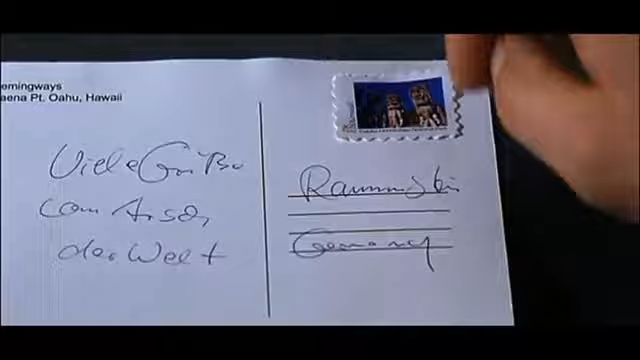 emingways
aena Pt. Oahu, Hawaii
Viele Grüße
vom Arsch
der Welt
Rammstein
Germany